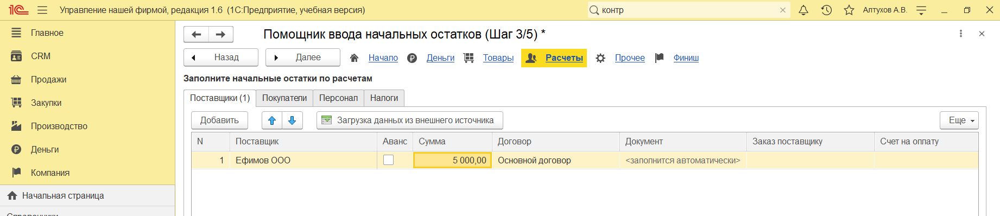 1С Управление нашей фирмой, редакция 1.6 (1С:Предприятие, учебная версия) контр Алтухов А.В.
Главное
CRM
Продажи
Закупки
Производство
Деньги
Компания
Начальная страница
Справочники
Помощник ввода начальных остатков (Шаг 3/5) *
Назад Далее Начало Деньги Товары Расчеты Прочее Финиш
Заполните начальные остатки по расчетам
Поставщики (1) Покупатели Персонал Налоги
Добавить Загрузка данных из внешнего источника Еще
N Поставщик Аванс Сумма Договор Документ Заказ поставщику Счет на оплату
1 Ефимов ООО 5 000,00 Основной договор <заполнится автоматически>